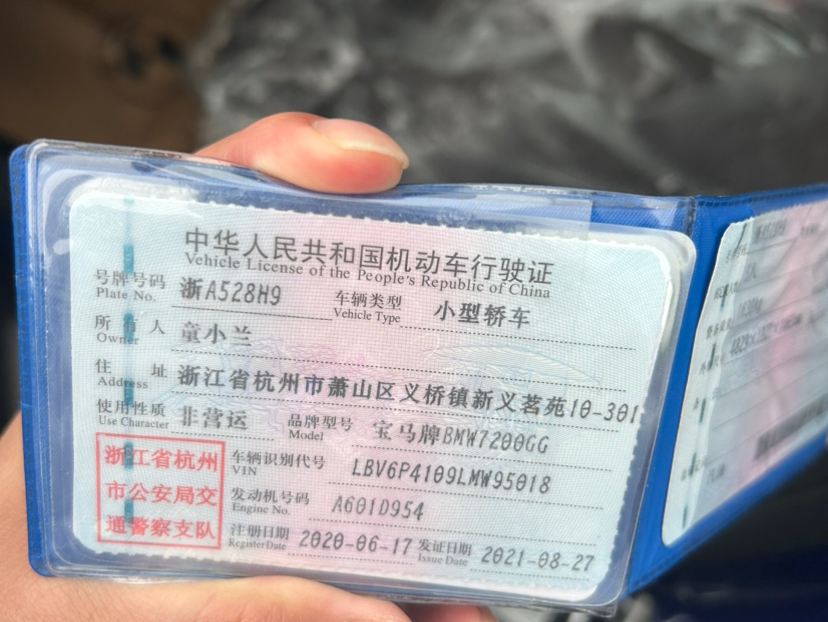 中华人民共和国机动车行驶证
Vehicle License of the People's Republic of China
号牌号码 浙A528H9 车辆类型 小型轿车
Plate No. Vehicle Type
所有人 童小兰
Owner
住址 浙江省杭州市萧山区义桥镇新义茗苑10-301
Address
使用性质 非营运 品牌型号 宝马牌BMW7200GG
Use Character Model
浙江省杭州 车辆识别代号 LBV6P4109LMW95018
VIN
市公安局交 发动机号码 A601D954
Engine No.
通警察支队 注册日期 2020-06-17 发证日期 2021-08-27
Register Date Issue Date